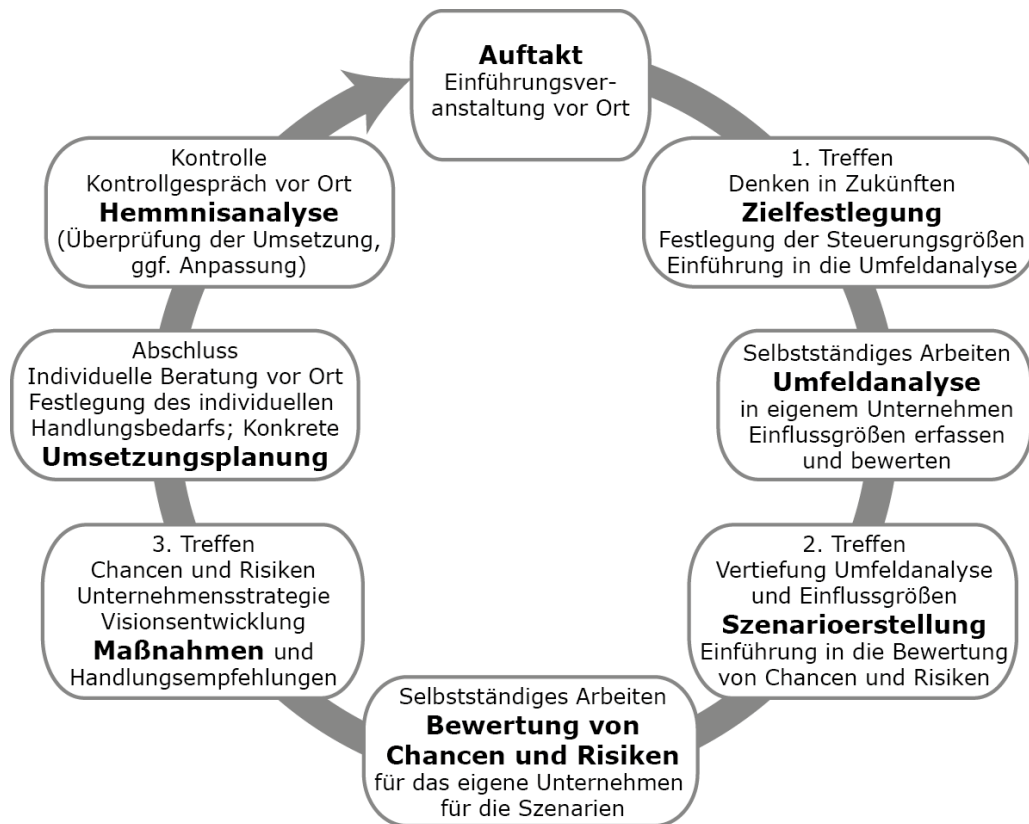 Auftakt
Einführungsver-
anstaltung vor Ort
1. Treffen
Denken in Zukünften
Zielfestlegung
Festlegung der Steuerungsgrößen
Einführung in die Umfeldanalyse
Selbstständiges Arbeiten
Umfeldanalyse
in eigenem Unternehmen
Einflussgrößen erfassen
und bewerten
2. Treffen
Vertiefung Umfeldanalyse
und Einflussgrößen
Szenarioerstellung
Einführung in die Bewertung
von Chancen und Risiken
Selbstständiges Arbeiten
Bewertung von
Chancen und Risiken
für das eigene Unternehmen
für die Szenarien
3. Treffen
Chancen und Risiken
Unternehmensstrategie
Visionsentwicklung
Maßnahmen und
Handlungsempfehlungen
Abschluss
Individuelle Beratung vor Ort
Festlegung des individuellen
Handlungsbedarfs; Konkrete
Umsetzungsplanung
Kontrolle
Kontrollgespräch vor Ort
Hemmnisanalyse
(Überprüfung der Umsetzung,
ggf. Anpassung)